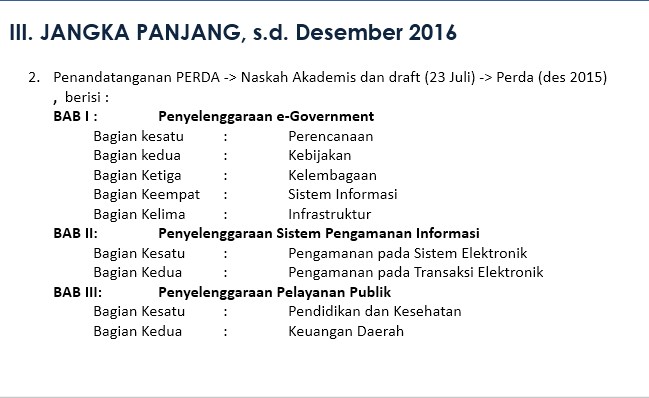 III. JANGKA PANJANG, s.d. Desember 2016
2. Penandatanganan PERDA -> Naskah Akademis dan draft (23 Juli) -> Perda (des 2015)
, berisi :
BAB I : Penyelenggaraan e-Government
Bagian kesatu : Perencanaan
Bagian kedua : Kebijakan
Bagian Ketiga : Kelembagaan
Bagian Keempat : Sistem Informasi
Bagian Kelima : Infrastruktur
BAB II: Penyelenggaraan Sistem Pengamanan Informasi
Bagian Kesatu : Pengamanan pada Sistem Elektronik
Bagian Kedua : Pengamanan pada Transaksi Elektronik
BAB III: Penyelenggaraan Pelayanan Publik
Bagian Kesatu : Pendidikan dan Kesehatan
Bagian Kedua : Keuangan Daerah